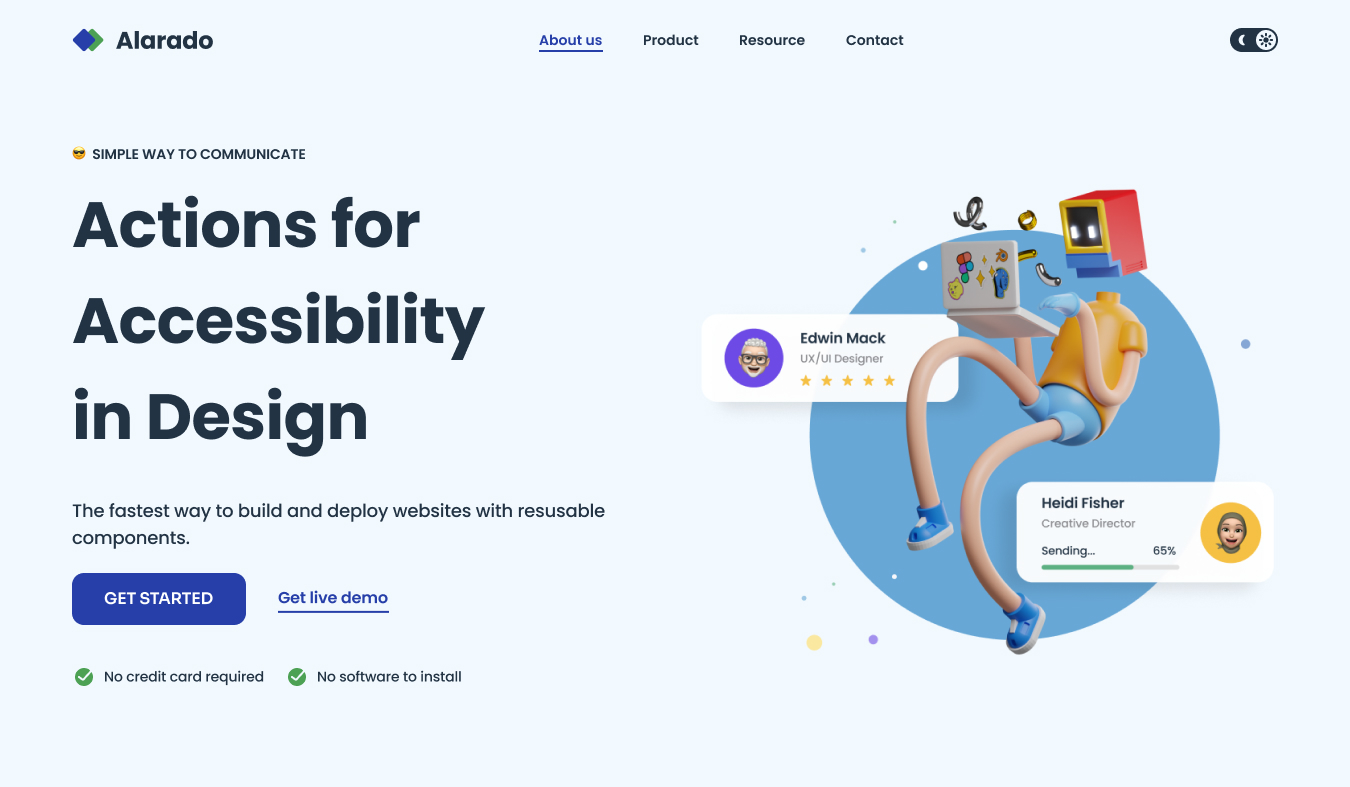 Alarado
About us
Product
Resource
Contact
😎 SIMPLE WAY TO COMMUNICATE
Actions for
Accessibility
in Design
The fastest way to build and deploy websites with resusable
components.
GET STARTED
Get live demo
No credit card required
No software to install
Edwin Mack
UX/UI Designer
Heidi Fisher
Creative Director
Sending... 65%